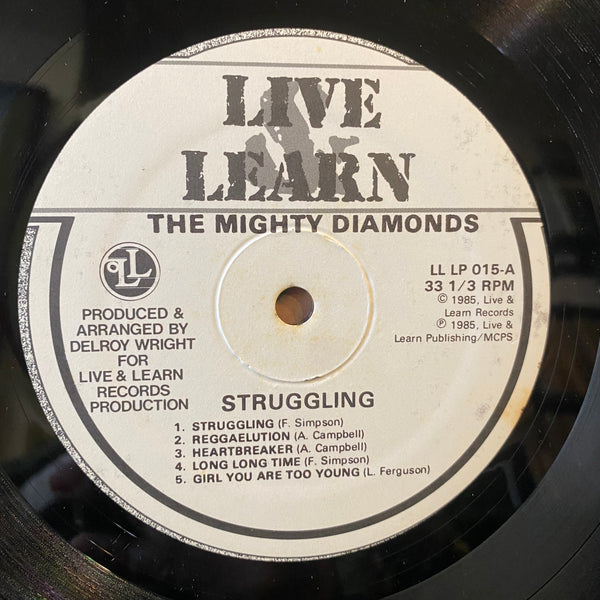 LIVE
&
LEARN
THE MIGHTY DIAMONDS
LL
PRODUCED &
ARRANGED BY
DELROY WRIGHT
FOR
LIVE & LEARN
RECORDS
PRODUCTION
LL LP 015-A
33 1/3 RPM
© 1985, Live &
Learn Records
℗ 1985, Live &
Learn Publishing/MCPS
STRUGGLING
1. STRUGGLING (F. Simpson)
2. REGGAELUTION (A. Campbell)
3. HEARTBREAKER (A. Campbell)
4. LONG LONG TIME (F. Simpson)
5. GIRL YOU ARE TOO YOUNG (L. Ferguson)